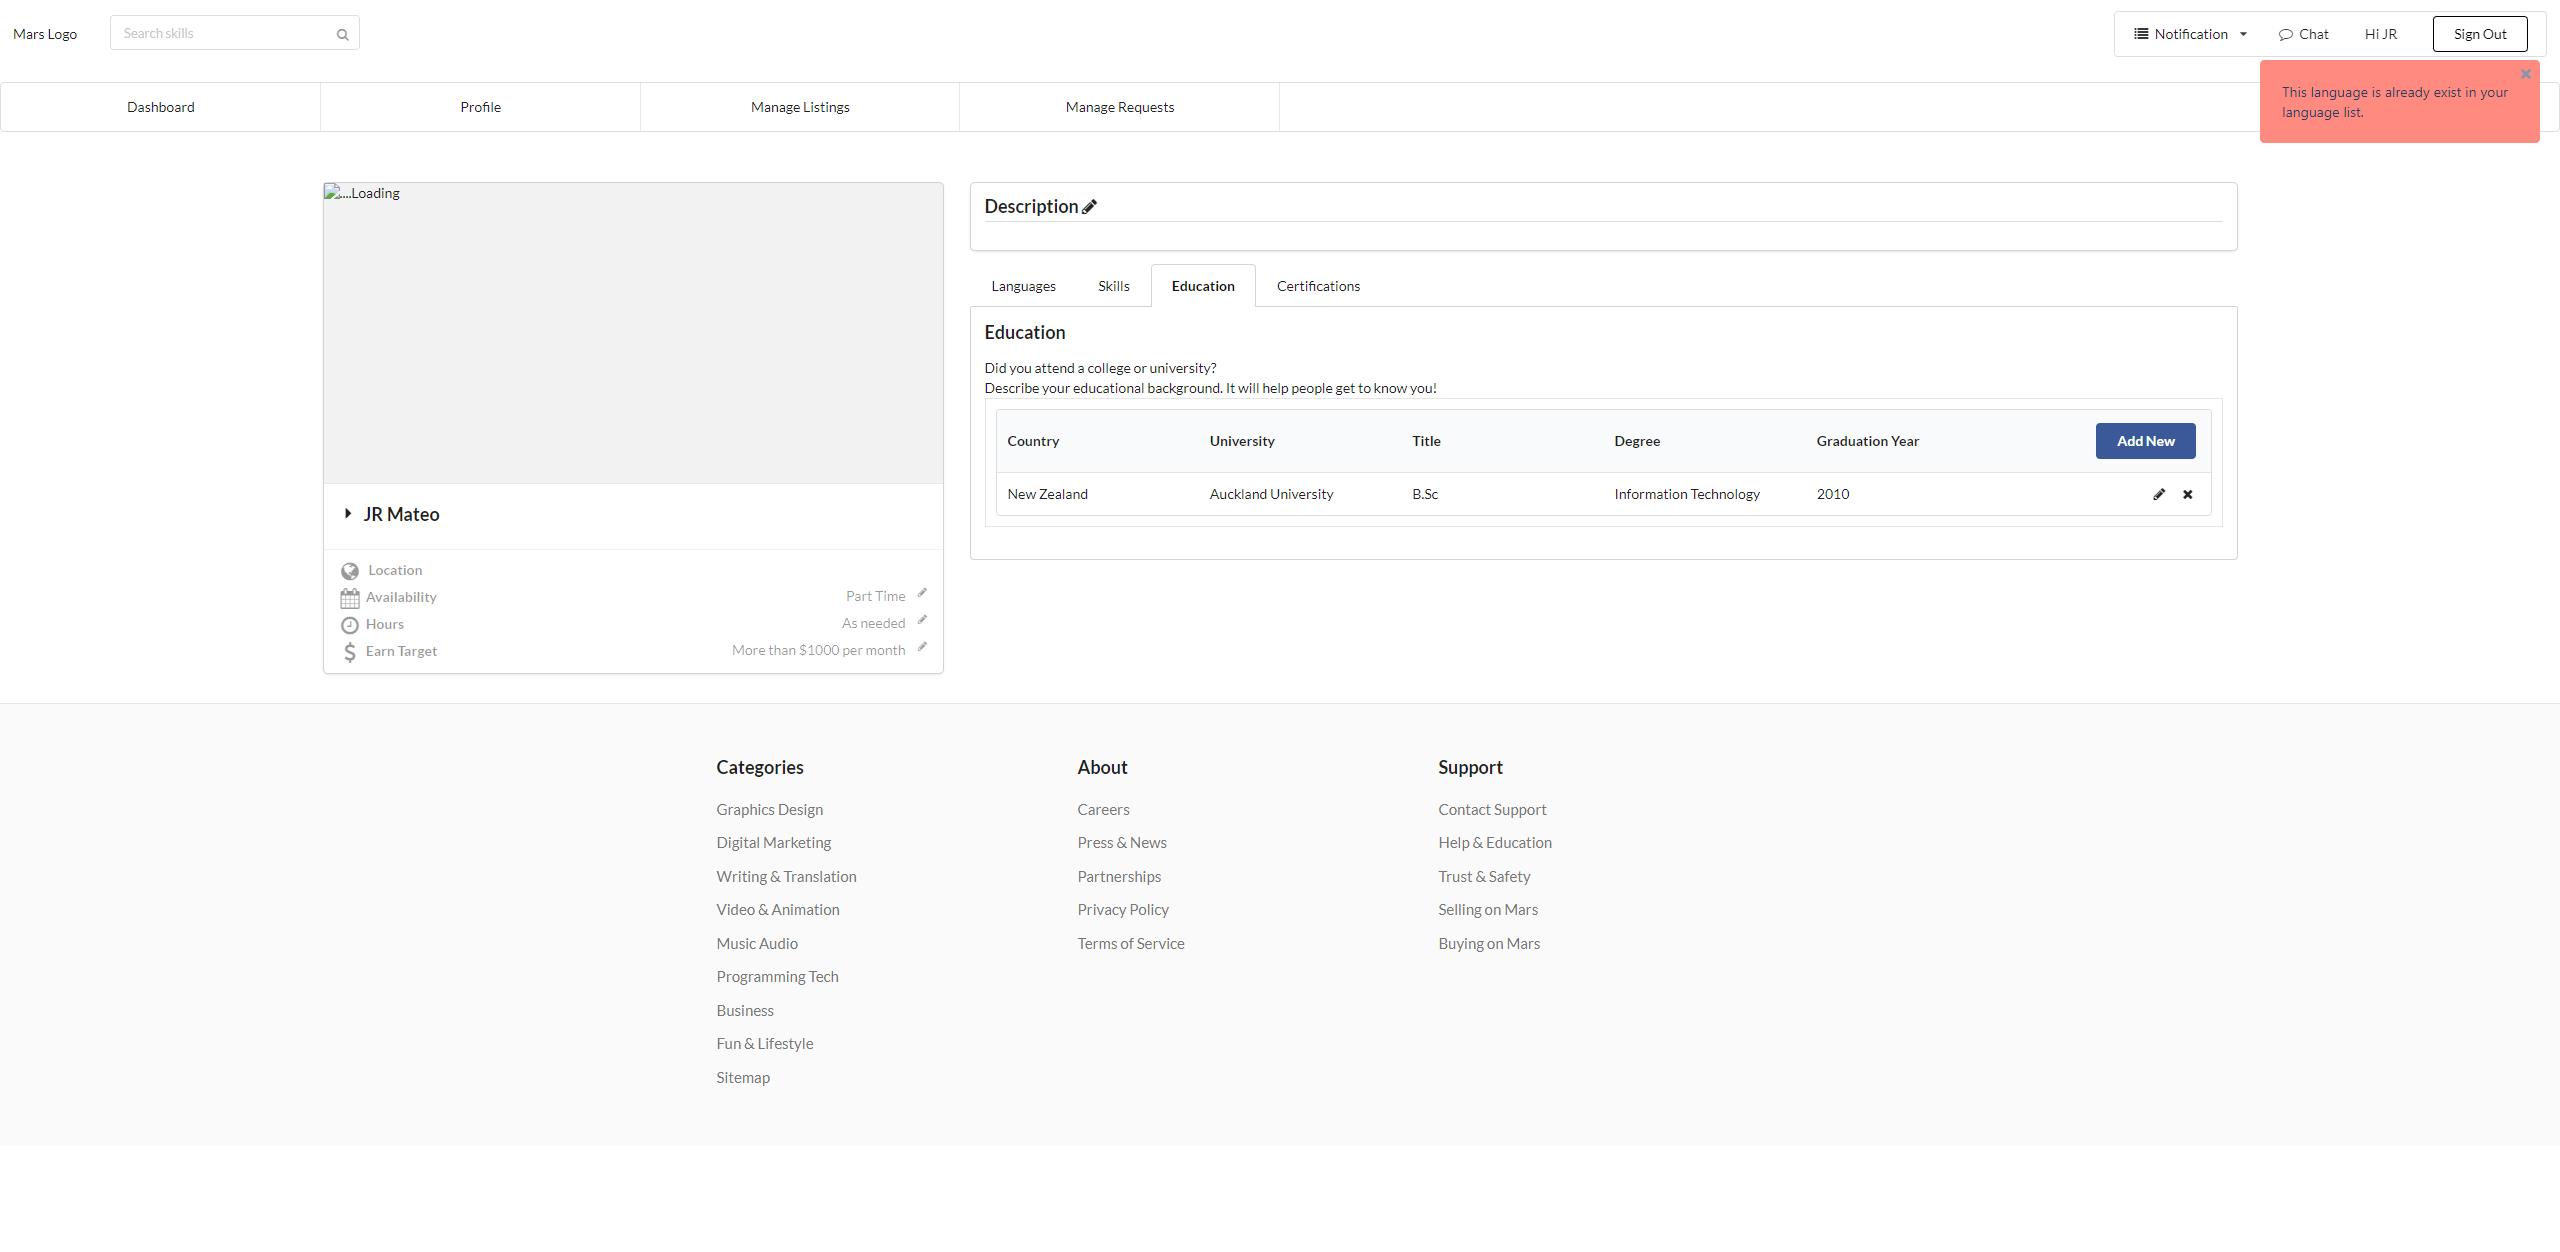 Mars Logo
Search skills
Notification
Chat
Hi JR
Sign Out
This language is already exist in your
language list.
Dashboard
Profile
Manage Listings
Manage Requests
....Loading
JR Mateo
Location
Availability
Part Time
Hours
As needed
Earn Target
More than $1000 per month
Description
Languages
Skills
Education
Certifications
Education
Did you attend a college or university?
Describe your educational background. It will help people get to know you!
Country University Title Degree Graduation Year Add New
New Zealand Auckland University B.Sc Information Technology 2010
Categories
Graphics Design
Digital Marketing
Writing & Translation
Video & Animation
Music Audio
Programming Tech
Business
Fun & Lifestyle
Sitemap
About
Careers
Press & News
Partnerships
Privacy Policy
Terms of Service
Support
Contact Support
Help & Education
Trust & Safety
Selling on Mars
Buying on Mars